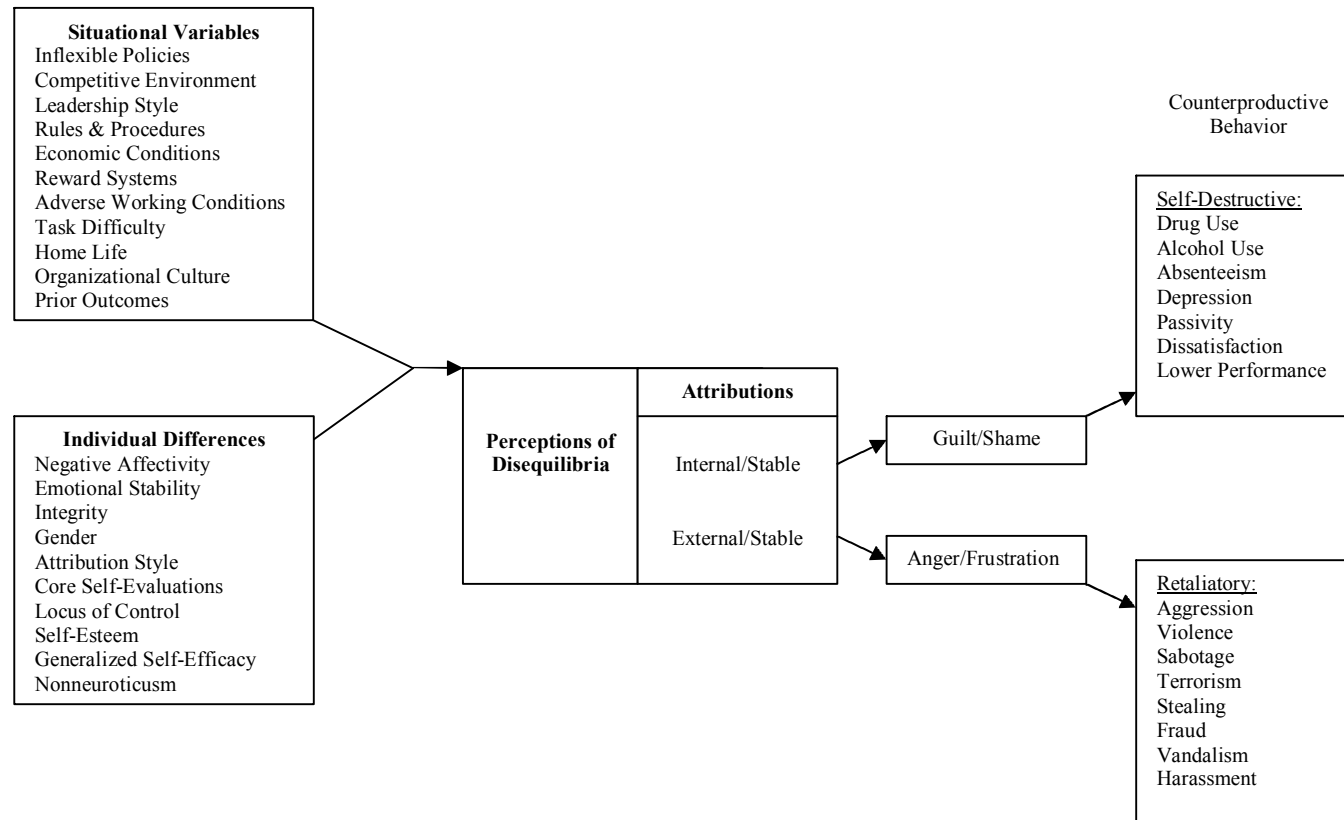 Situational Variables
Inflexible Policies
Competitive Environment
Leadership Style
Rules & Procedures
Economic Conditions
Reward Systems
Adverse Working Conditions
Task Difficulty
Home Life
Organizational Culture
Prior Outcomes
Individual Differences
Negative Affectivity
Emotional Stability
Integrity
Gender
Attribution Style
Core Self-Evaluations
Locus of Control
Self-Esteem
Generalized Self-Efficacy
Nonneuroticusm
Perceptions of
Disequilibria
Attributions
Internal/Stable
External/Stable
Guilt/Shame
Anger/Frustration
Counterproductive
Behavior
Self-Destructive:
Drug Use
Alcohol Use
Absenteeism
Depression
Passivity
Dissatisfaction
Lower Performance
Retaliatory:
Aggression
Violence
Sabotage
Terrorism
Stealing
Fraud
Vandalism
Harassment